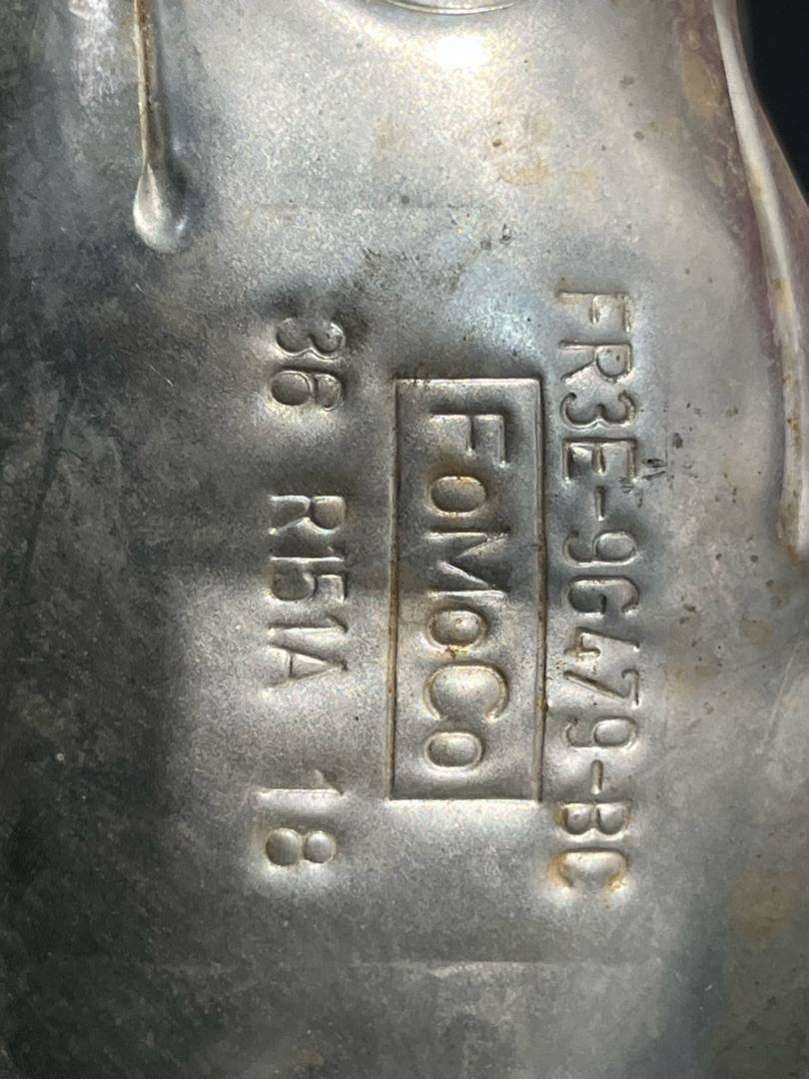 FR3E-9G479-BC
FoMoCo
36 R151A 18